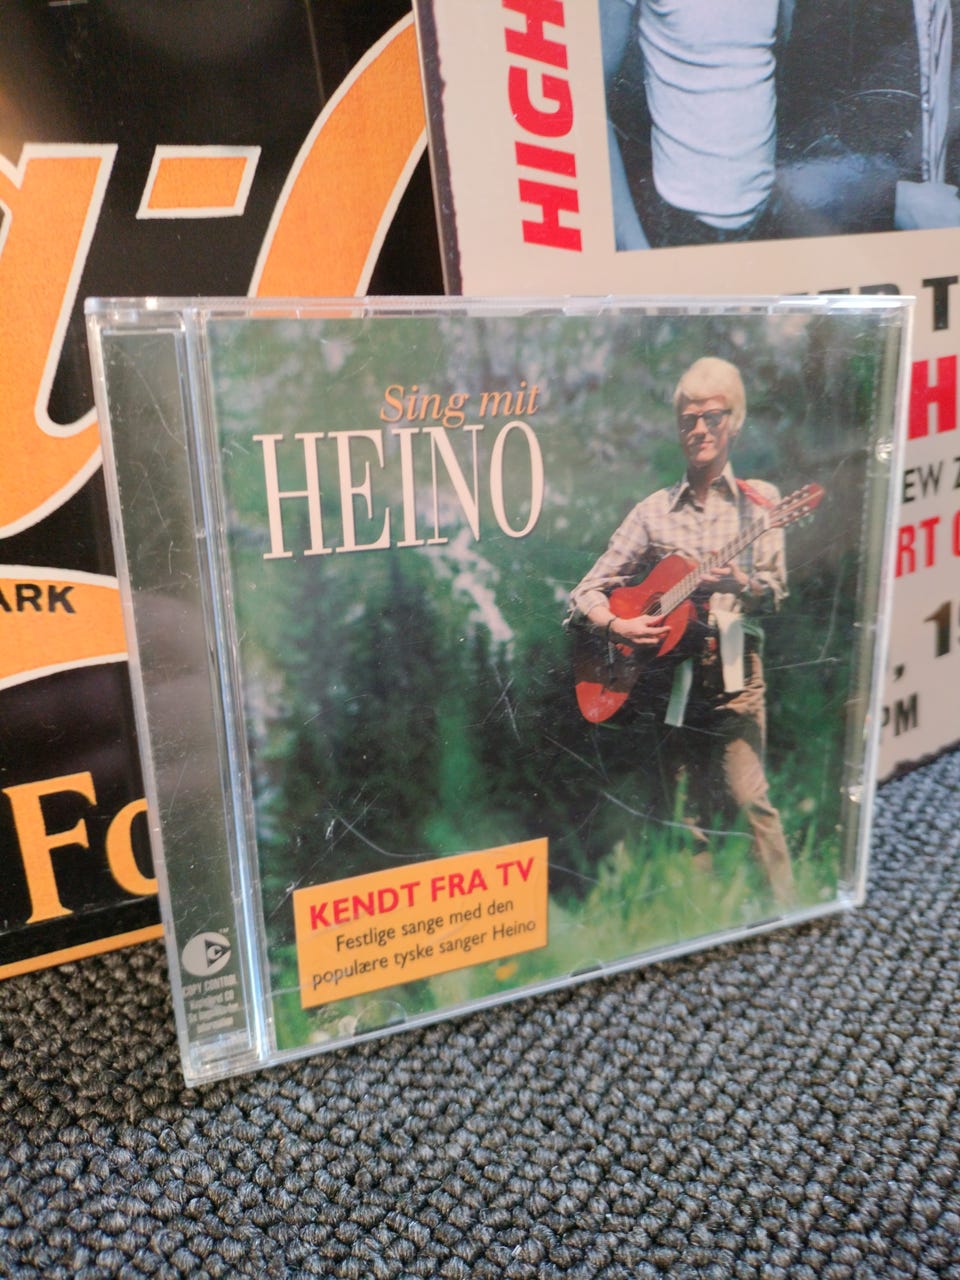 HIGH
T
H
EW Z
RT
, 19
PM
ARK
Fo
Sing mit
HEINO
KENDT FRA TV
Festlige sange med den
populære tyske sanger Heino
COPY CONTROL